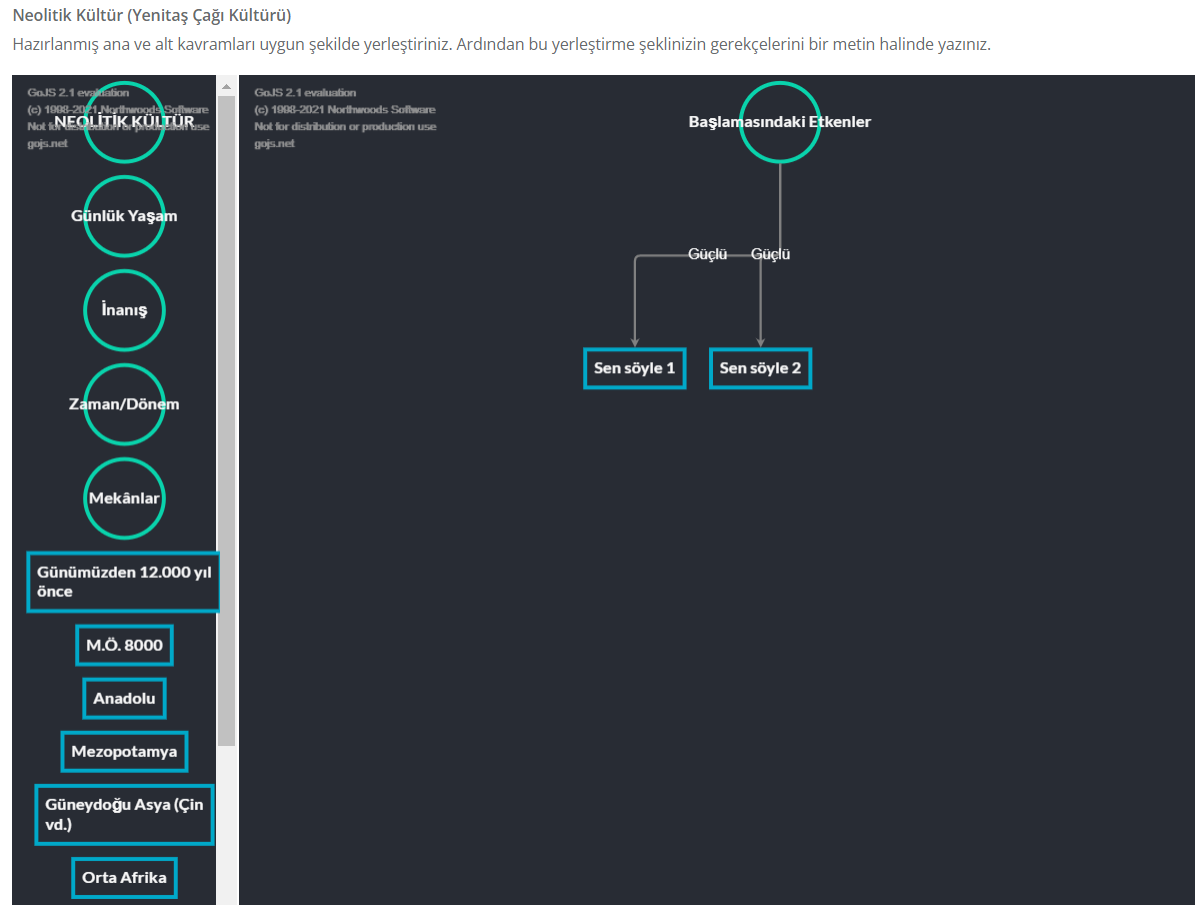 Neolitik Kültür (Yenitaş Çağı Kültürü)
Hazırlanmış ana ve alt kavramları uygun şekilde yerleştiriniz. Ardından bu yerleştirme şeklinizin gerekçelerini bir metin halinde yazınız.
GoJS 2.1 evaluation
(c) 1998-2021 Northwoods Software
Not for distribution or production use
gojs.net
NEOLİTİK KÜLTÜR
Günlük Yaşam
İnanış
Zaman/Dönem
Mekânlar
Günümüzden 12.000 yıl
önce
M.Ö. 8000
Anadolu
Mezopotamya
Güneydoğu Asya (Çin
vd.)
Orta Afrika
GoJS 2.1 evaluation
(c) 1998-2021 Northwoods Software
Not for distribution or production use
gojs.net
Başlamasındaki Etkenler
Güçlü Güçlü
Sen söyle 1 Sen söyle 2